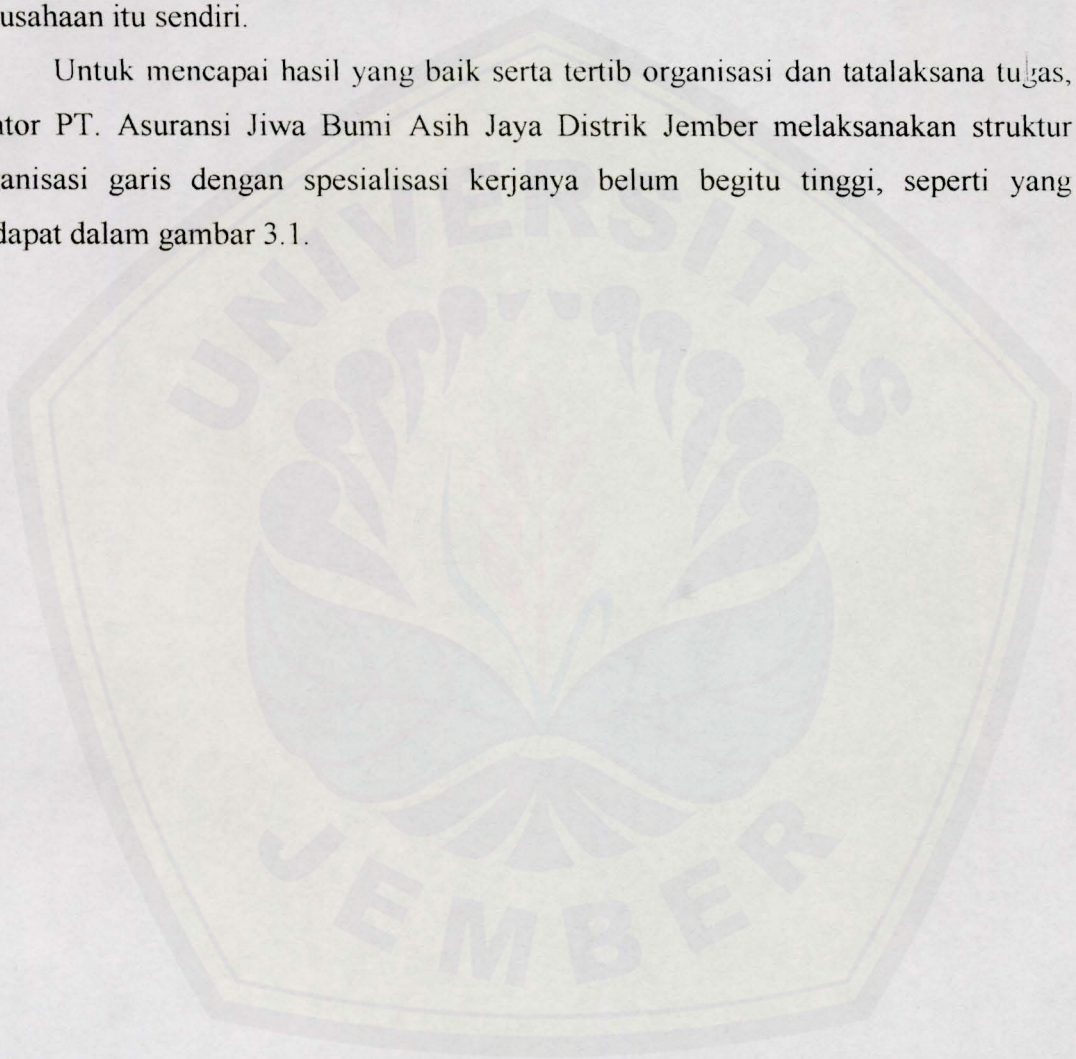 usahaan itu sendiri.
Untuk mencapai hasil yang baik serta tertib organisasi dan tatalaksana tugas,
ntor PT. Asuransi Jiwa Bumi Asih Jaya Distrik Jember melaksanakan struktur
anisasi garis dengan spesialisasi kerjanya belum begitu tinggi, seperti yang
dapat dalam gambar 3.1.
UNIVERSITAS
JEMBER